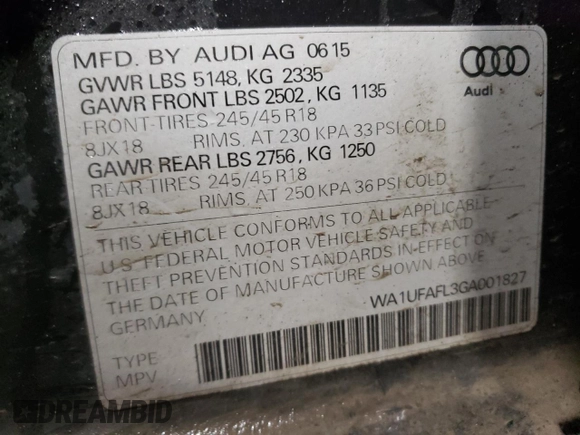 MFD. BY AUDI AG 06 15
GVWR LBS 5148, KG 2335
GAWR FRONT LBS 2502, KG 1135
FRONT-TIRES 245/45 R18
8JX18 RIMS, AT 230 KPA 33 PSI COLD
GAWR REAR LBS 2756, KG 1250
REAR TIRES 245/45 R18
8JX18 RIMS, AT 250 KPA 36 PSI COLD
Audi
THIS VEHICLE CONFORMS TO ALL APPLICABLE
U S FEDERAL MOTOR VEHICLE SAFETY AND
THEFT PREVENTION STANDARDS IN EFFECT ON
THE DATE OF MANUFACTURE SHOWN ABOVE
GERMANY
WA1UFAFL3GA001827
TYPE
MPV
DREAMBID